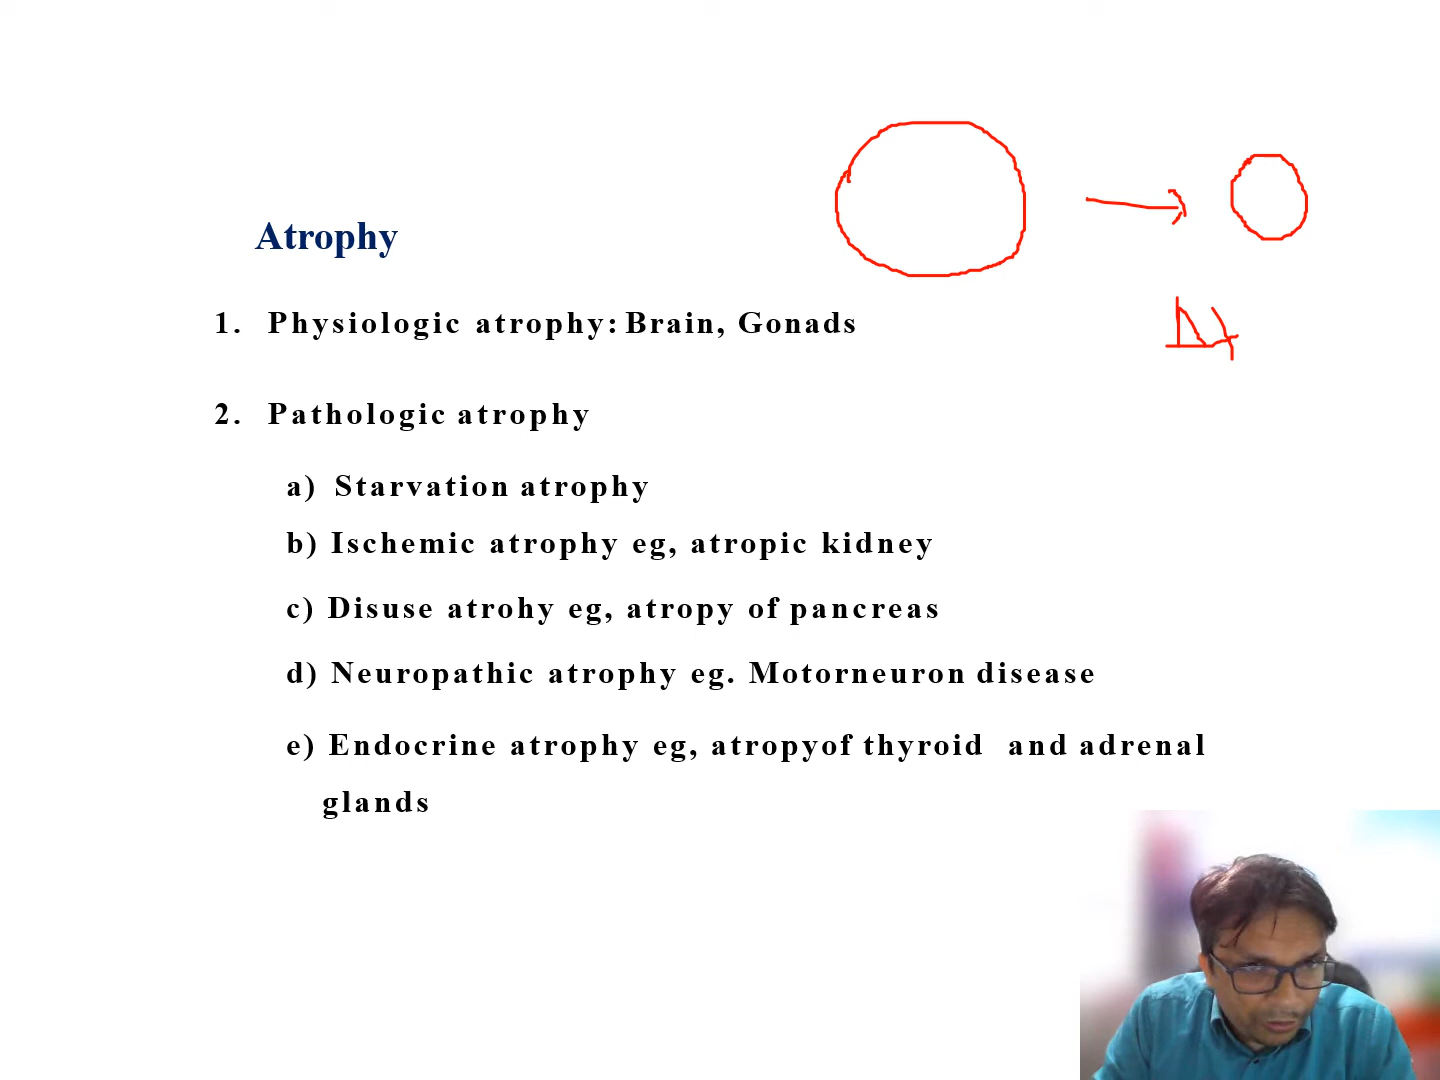 Atrophy
1. Physiologic atrophy: Brain, Gonads
2. Pathologic atrophy
a) Starvation atrophy
b) Ischemic atrophy eg, atropic kidney
c) Disuse atrohy eg, atropy of pancreas
d) Neuropathic atrophy eg. Motorneuron disease
e) Endocrine atrophy eg, atropyof thyroid and adrenal
glands